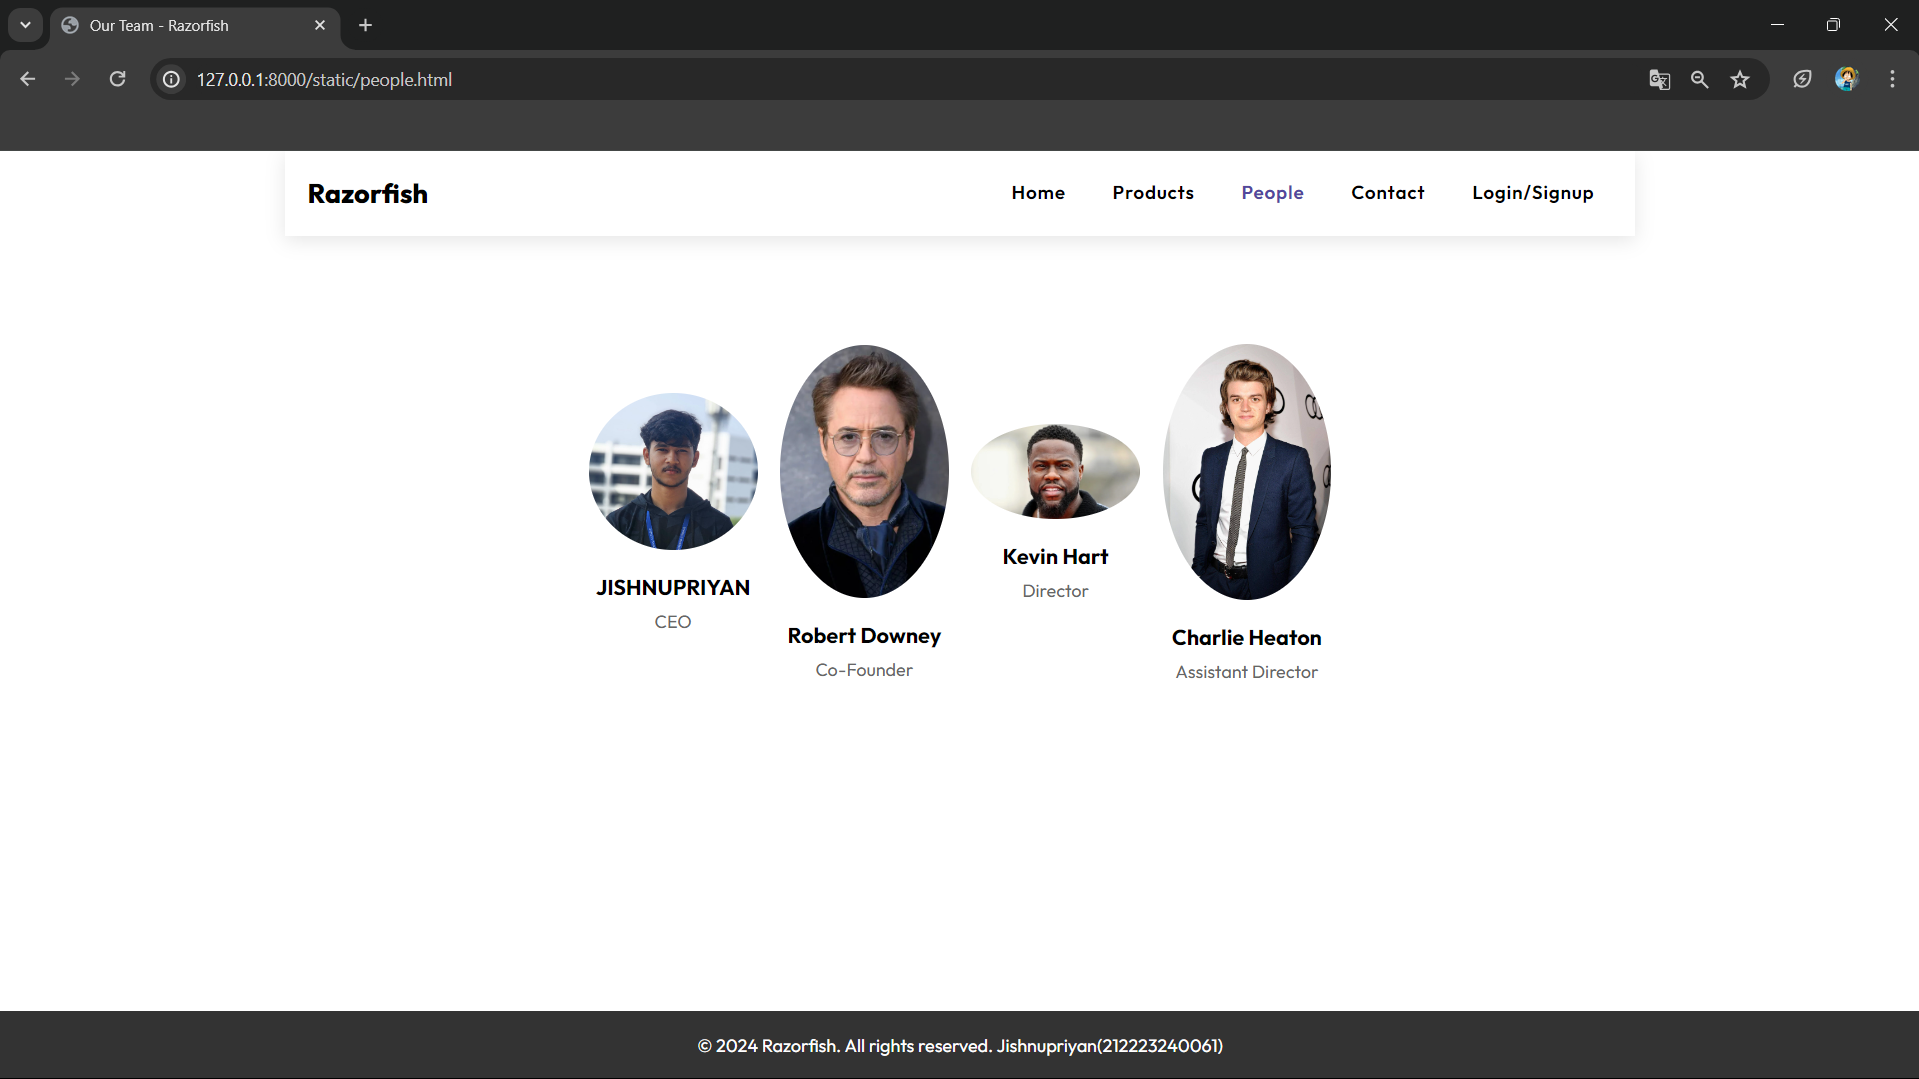 Our Team - Razorfish
127.0.0.1:8000/static/people.html
Razorfish
Home Products People Contact Login/Signup
JISHNUPRIYAN
CEO
Robert Downey
Co-Founder
Kevin Hart
Director
Charlie Heaton
Assistant Director
© 2024 Razorfish. All rights reserved. Jishnupriyan(212223240061)